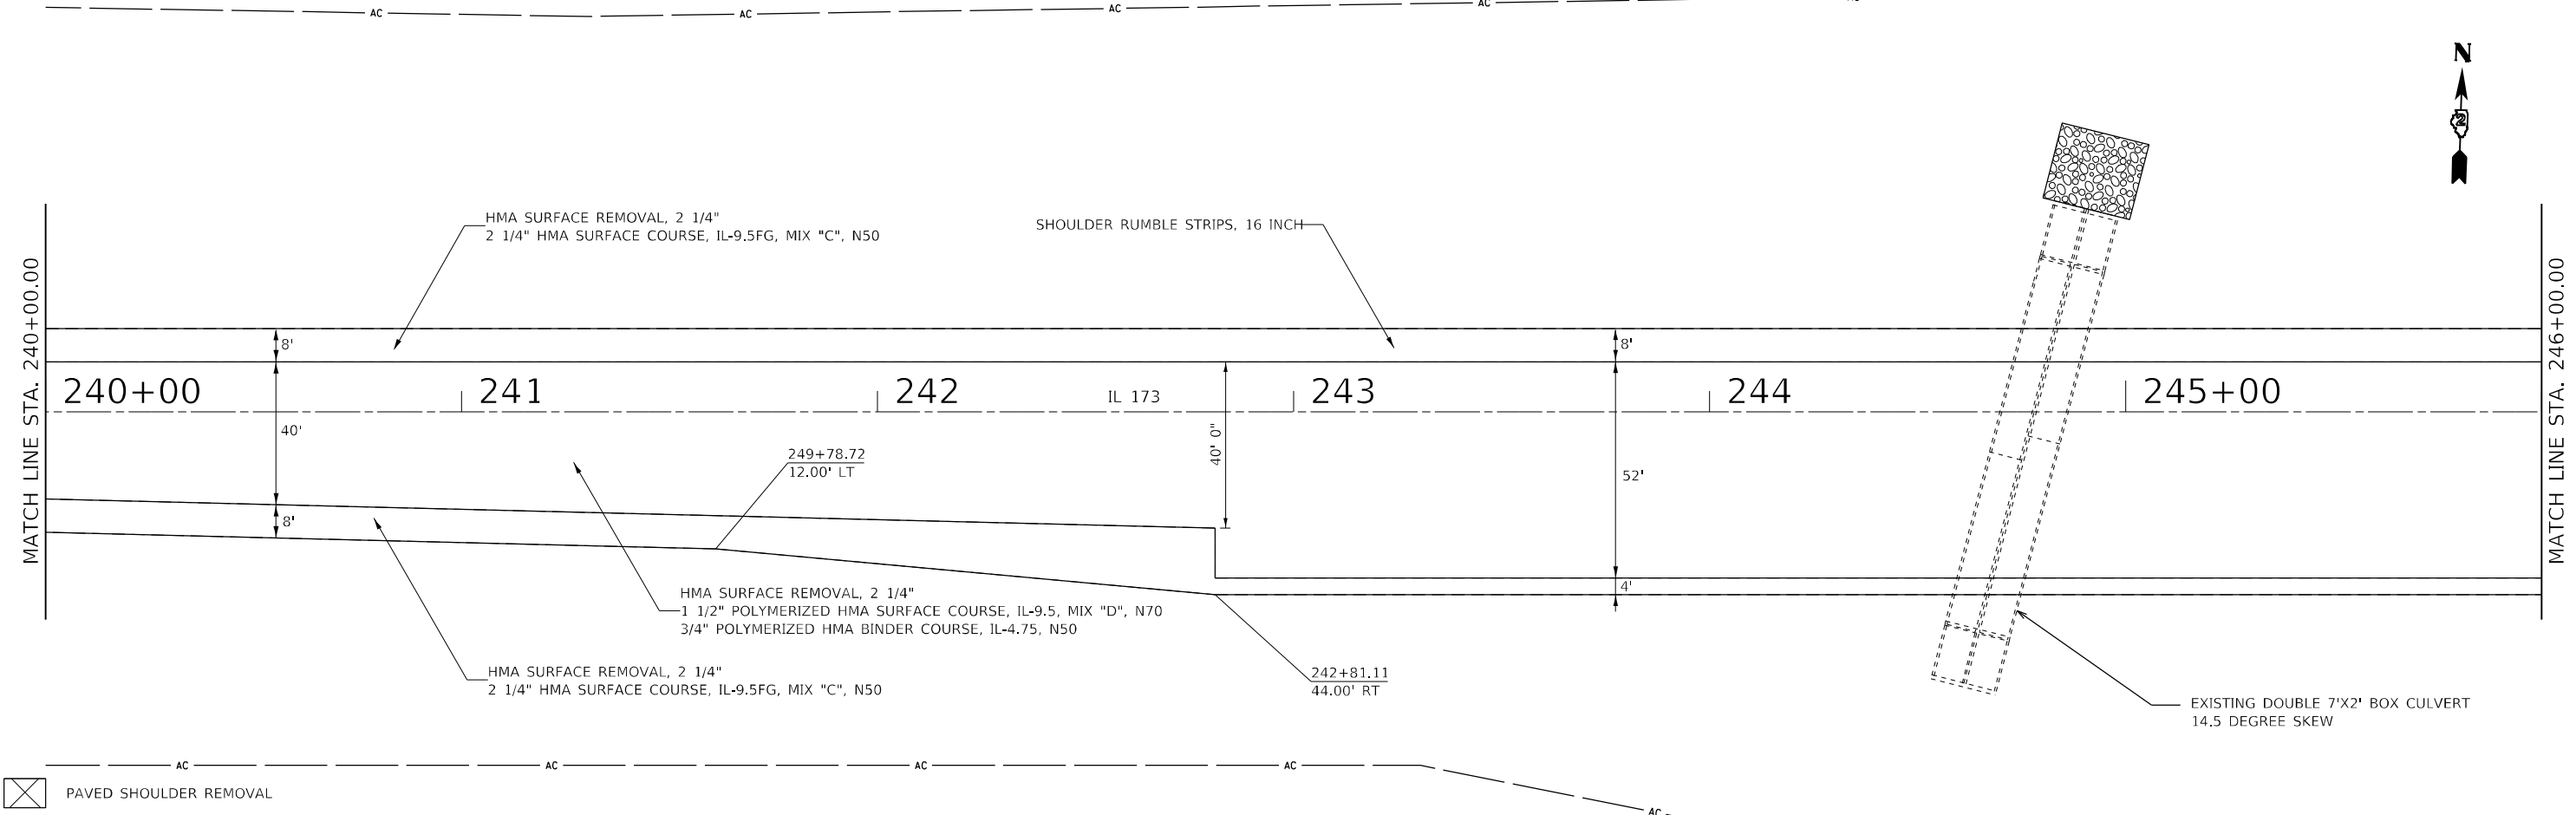 AC AC AC AC
N
2
HMA SURFACE REMOVAL, 2 1/4"
2 1/4" HMA SURFACE COURSE, IL-9.5FG, MIX "C", N50
SHOULDER RUMBLE STRIPS, 16 INCH
MATCH LINE STA. 240+00.00
MATCH LINE STA. 246+00.00
8'
8'
240+00 241 242 IL 173 243 244 245+00
40'
40' 0"
249+78.72
12.00' LT
52'
8'
4'
HMA SURFACE REMOVAL, 2 1/4"
1 1/2" POLYMERIZED HMA SURFACE COURSE, IL-9.5, MIX "D", N70
3/4" POLYMERIZED HMA BINDER COURSE, IL-4.75, N50
HMA SURFACE REMOVAL, 2 1/4"
2 1/4" HMA SURFACE COURSE, IL-9.5FG, MIX "C", N50
242+81.11
44.00' RT
EXISTING DOUBLE 7'X2' BOX CULVERT
14.5 DEGREE SKEW
AC AC AC AC
PAVED SHOULDER REMOVAL
AC